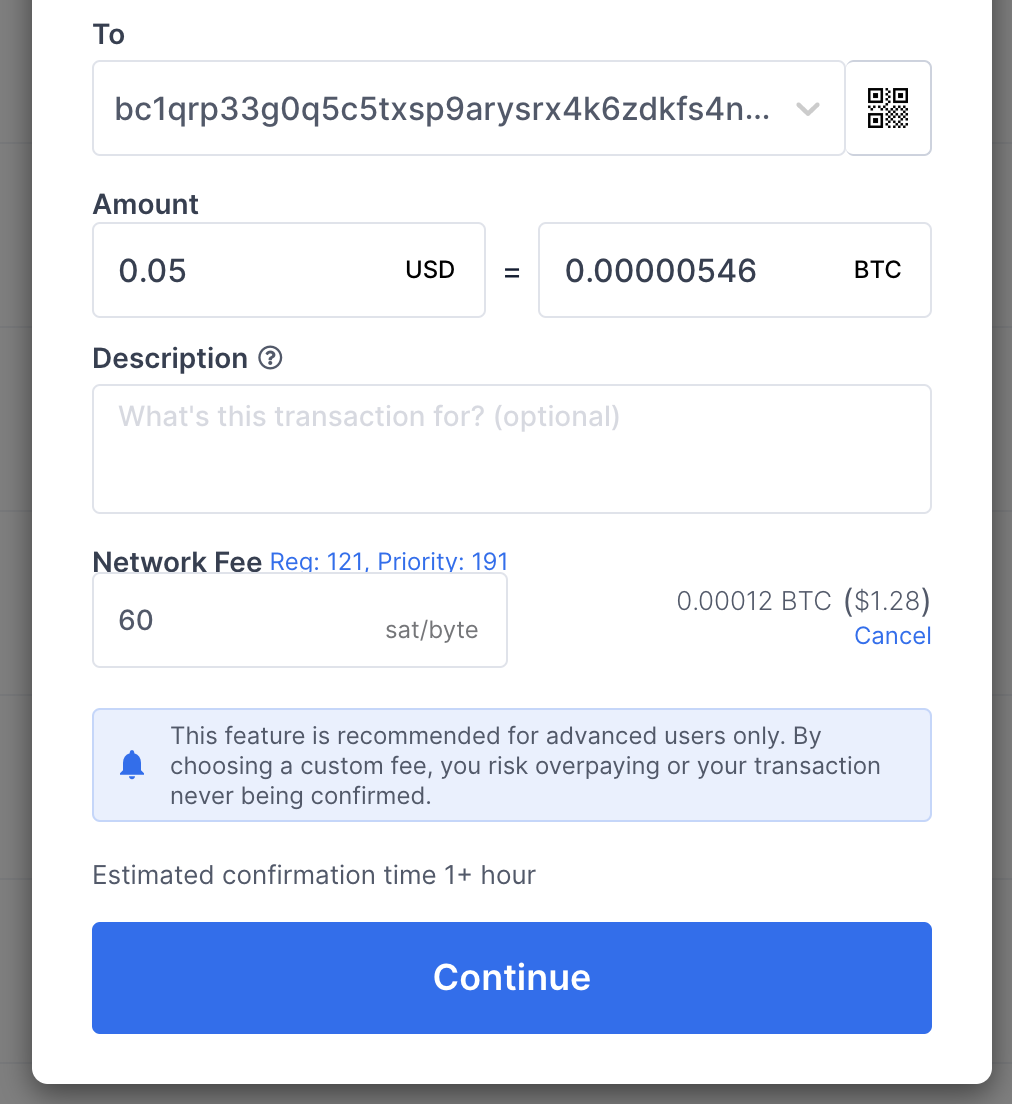 To
bc1qrp33g0q5c5txsp9arysrx4k6zdkfs4n...
Amount
0.05 USD = 0.00000546 BTC
Description ?
What's this transaction for? (optional)
Network Fee Reg: 121, Priority: 191
60 sat/byte
0.00012 BTC ($1.28)
Cancel
This feature is recommended for advanced users only. By
choosing a custom fee, you risk overpaying or your transaction
never being confirmed.
Estimated confirmation time 1+ hour
Continue